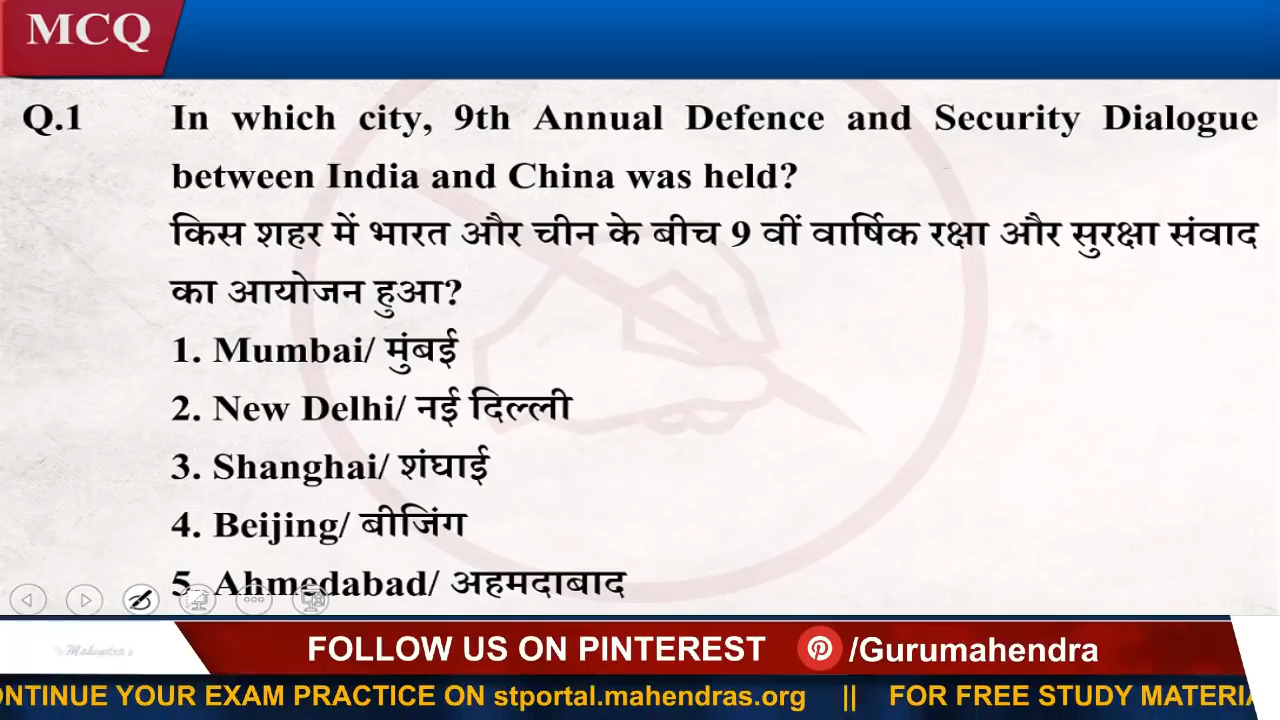 MCQ
Q.1 In which city, 9th Annual Defence and Security Dialogue
between India and China was held?
किस शहर में भारत और चीन के बीच 9 वीं वार्षिक रक्षा और सुरक्षा संवाद
का आयोजन हुआ?
1. Mumbai/ मुंबई
2. New Delhi/ नई दिल्ली
3. Shanghai/ शंघाई
4. Beijing/ बीजिंग
5. Ahmedabad/ अहमदाबाद
Mahendra's
FOLLOW US ON PINTEREST /Gurumahendra
ONTINUE YOUR EXAM PRACTICE ON stportal.mahendras.org || FOR FREE STUDY MATERIA